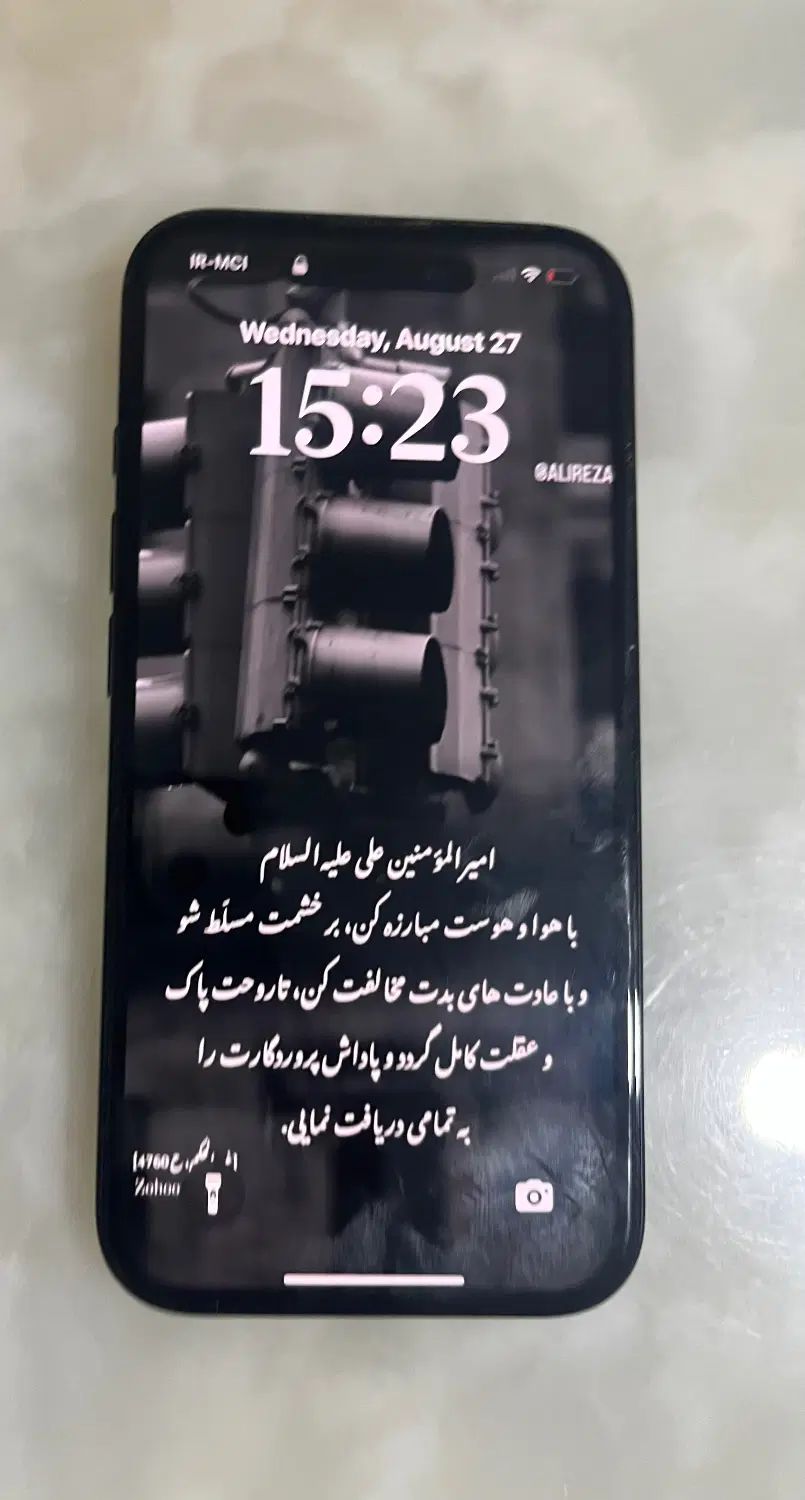 IR-MCI
Wednesday, August 27
15:23
@ALIREZA
امیرالمؤمنین علی علیه السلام
با هوا و هوست مبارزه کن، بر خشمت مسلّط شو
و با عادت های بدت مخالفت کن، تا روحت پاک
و عقلت کامل گردد و پاداش پروردگارت را
به تمامی دریافت نمایی.
4760
Zohoo